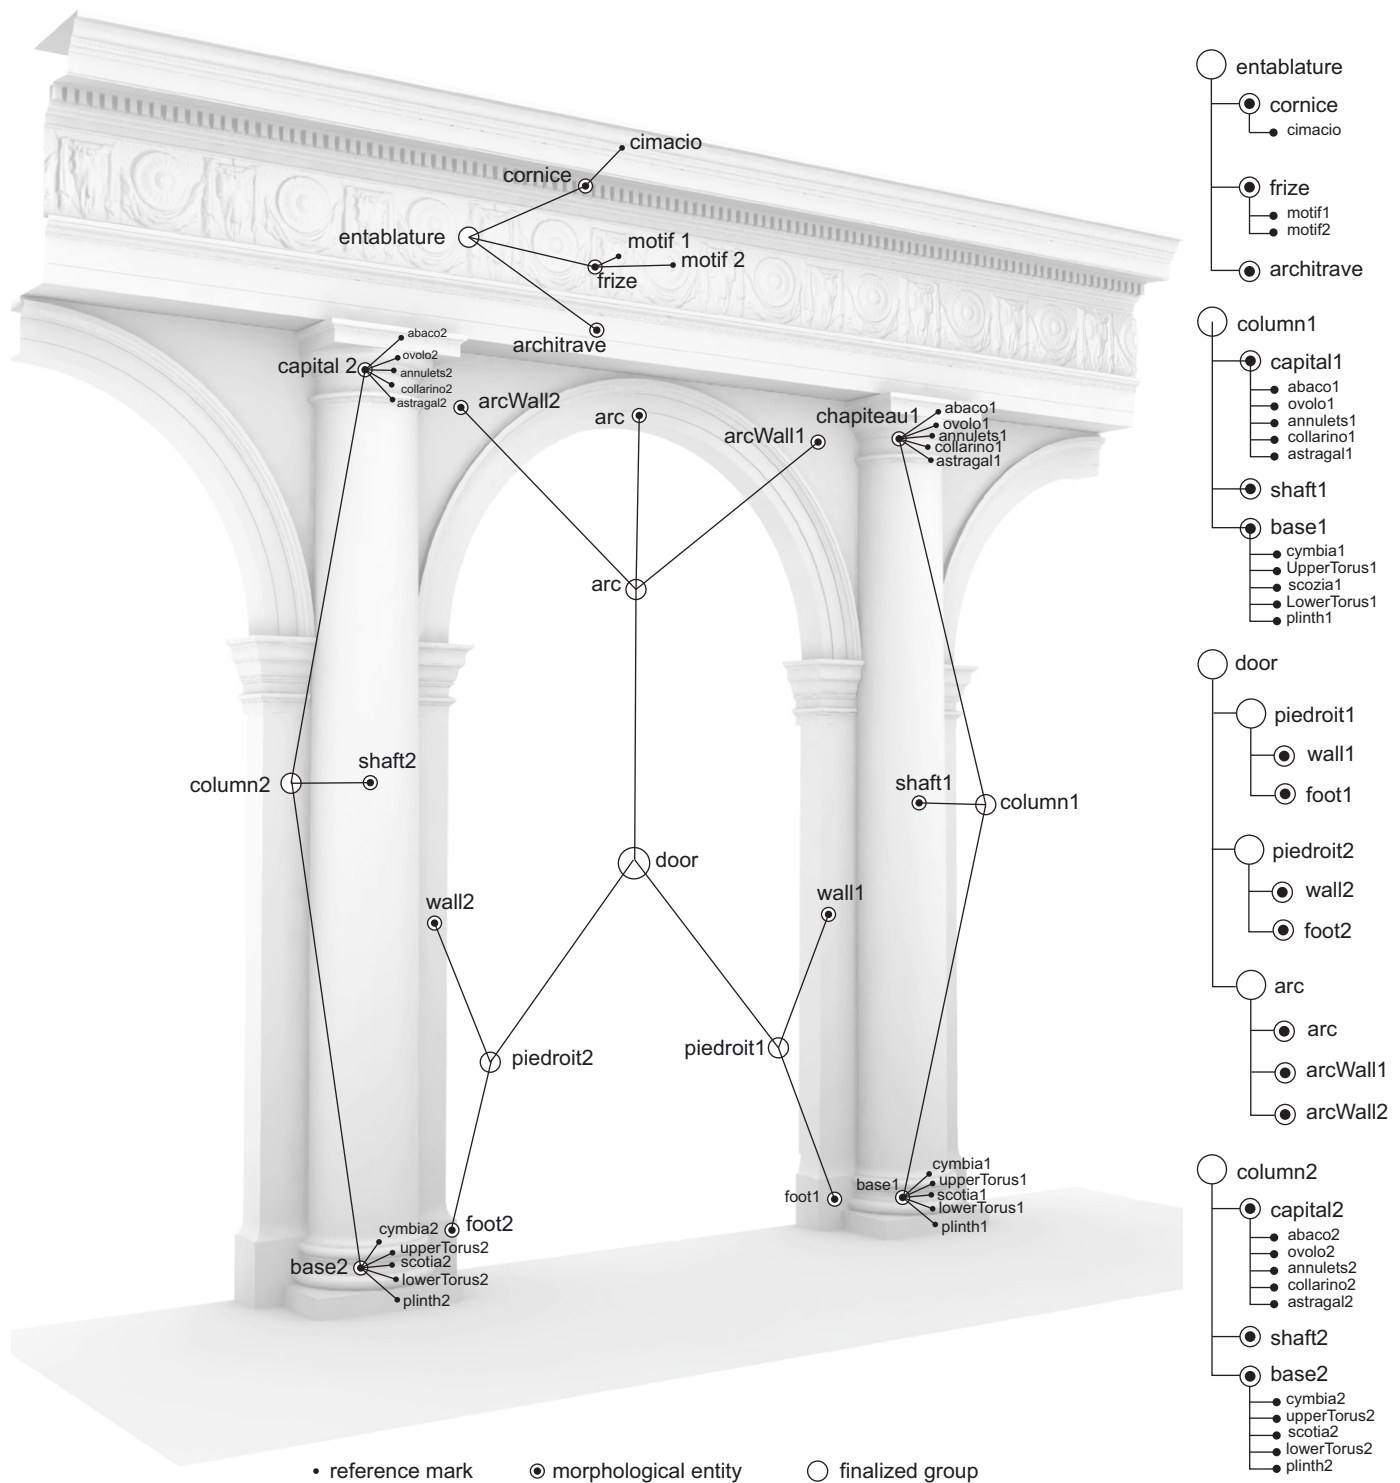 cimacio
cornice
entablature
motif 1
motif 2
frize
architrave
abaco2
ovolo2
capital 2
annulets2
collarino2
astragal2
arcWall2
arc
arcWall1
chapiteau1
abaco1
ovolo1
annulets1
collarino1
astragal1
arc
shaft2
column2
shaft1
column1
door
wall2
wall1
piedroit2
piedroit1
foot1
base1
cymbia1
upperTorus1
scotia1
lowerTorus1
plinth1
foot2
cymbia2
upperTorus2
base2
scotia2
lowerTorus2
plinth2
reference mark
morphological entity
finalized group
entablature
cornice
cimacio
frize
motif1
motif2
architrave
column1
capital1
abaco1
ovolo1
annulets1
collarino1
astragal1
shaft1
base1
cymbia1
UpperTorus1
scozia1
LowerTorus1
plinth1
door
piedroit1
wall1
foot1
piedroit2
wall2
foot2
arc
arc
arcWall1
arcWall2
column2
capital2
abaco2
ovolo2
annulets2
collarino2
astragal2
shaft2
base2
cymbia2
upperTorus2
scotia2
lowerTorus2
plinth2